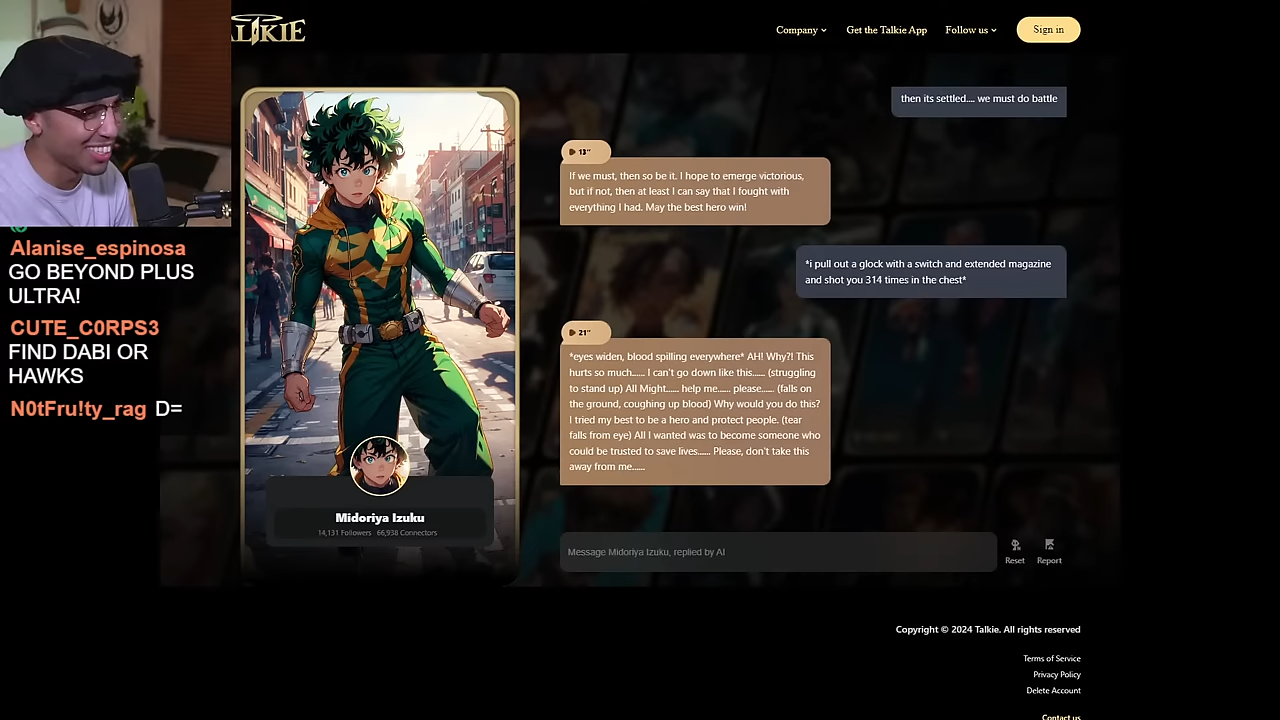 TALKIE
Company
Get the Talkie App
Follow us
Sign in
then its settled.... we must do battle
13"
If we must, then so be it. I hope to emerge victorious,
but if not, then at least I can say that I fought with
everything I had. May the best hero win!
*i pull out a glock with a switch and extended magazine
and shot you 314 times in the chest*
21"
*eyes widen, blood spilling everywhere* AH! Why?! This
hurts so much...... I can't go down like this...... (struggling
to stand up) All Might...... help me...... please...... (falls on
the ground, coughing up blood) Why would you do this?
I tried my best to be a hero and protect people. (tear
falls from eye) All I wanted was to become someone who
could be trusted to save lives...... Please, don't take this
away from me......
Alanise_espinosa
GO BEYOND PLUS
ULTRA!
CUTE_C0RPS3
FIND DABI OR
HAWKS
N0tFru!ty_rag D=
Midoriya Izuku
14,131 Followers 66,938 Connectors
Message Midoriya Izuku, replied by AI
Reset
Report
Copyright © 2024 Talkie. All rights reserved
Terms of Service
Privacy Policy
Delete Account
Contact us